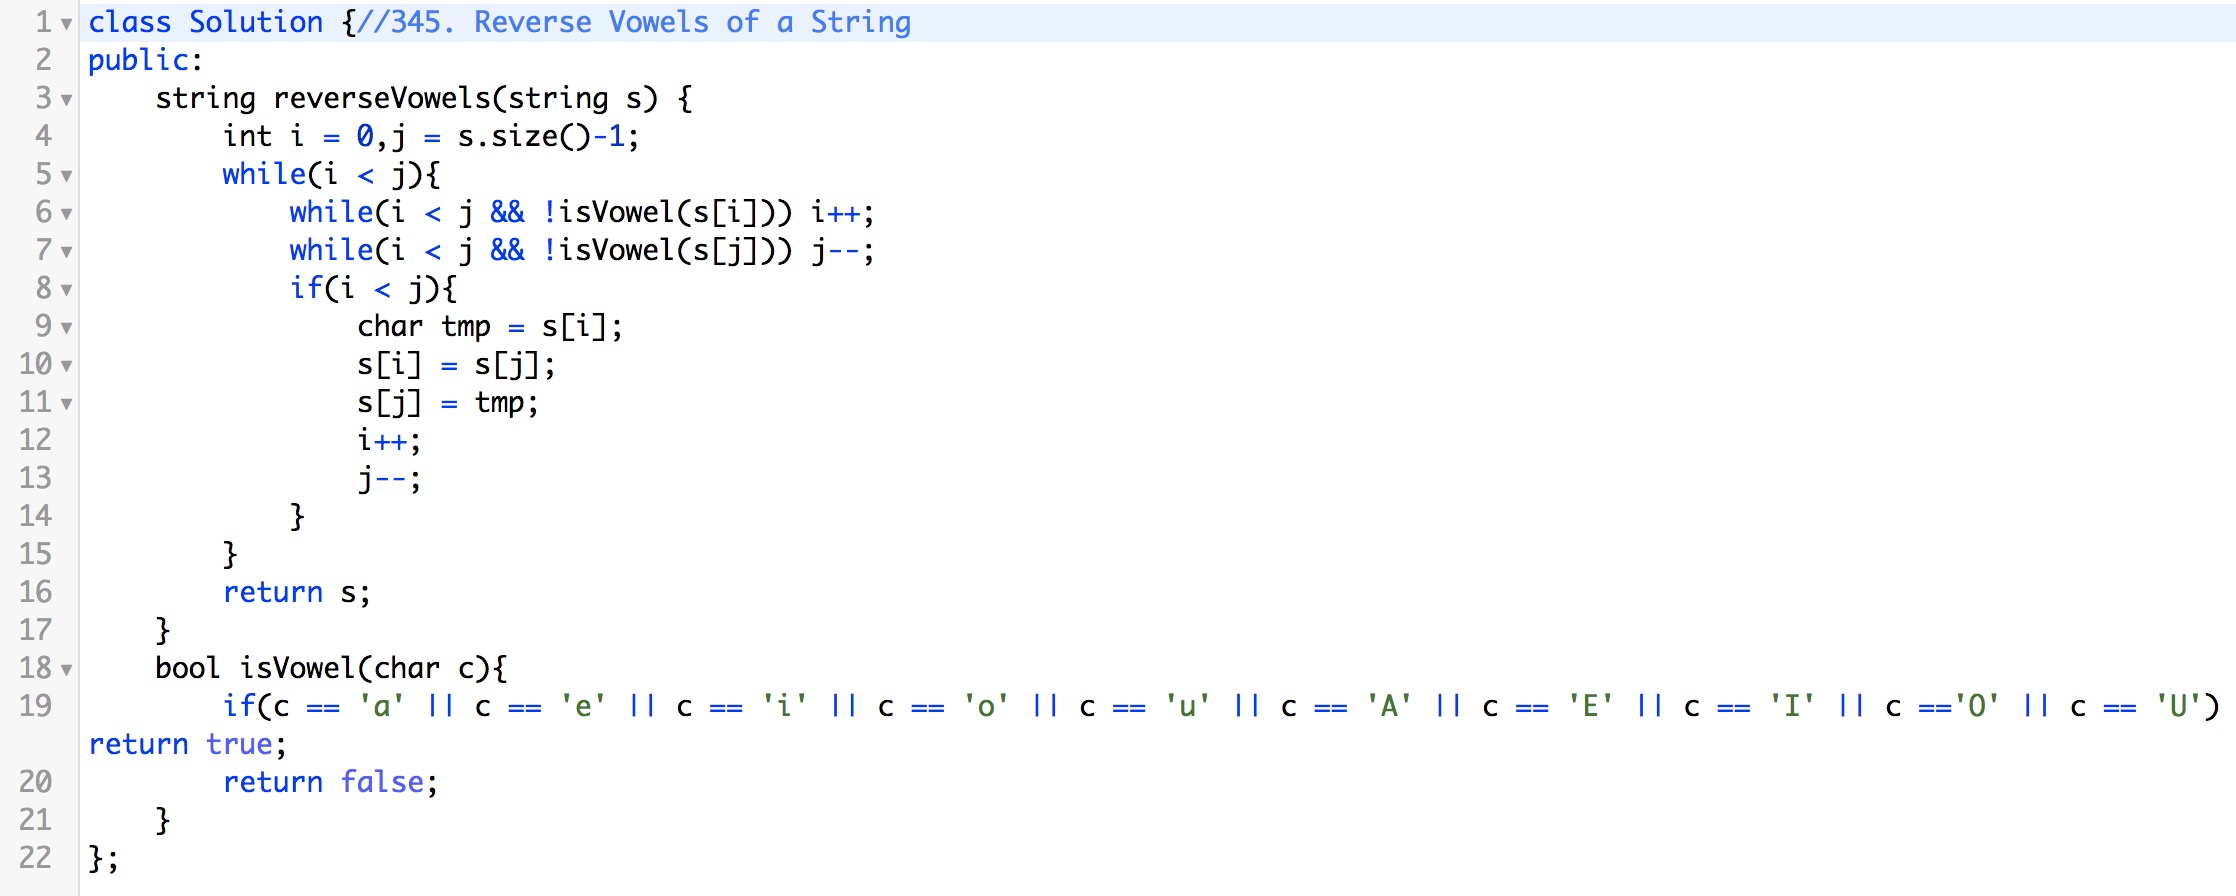 1 class Solution {//345. Reverse Vowels of a String
2 public:
3     string reverseVowels(string s) {
4         int i = 0,j = s.size()-1;
5         while(i < j){
6             while(i < j && !isVowel(s[i])) i++;
7             while(i < j && !isVowel(s[j])) j--;
8             if(i < j){
9                 char tmp = s[i];
10                 s[i] = s[j];
11                 s[j] = tmp;
12                 i++;
13                 j--;
14             }
15         }
16         return s;
17     }
18     bool isVowel(char c){
19         if(c == 'a' || c == 'e' || c == 'i' || c == 'o' || c == 'u' || c == 'A' || c == 'E' || c == 'I' || c =='O' || c == 'U')
return true;
20         return false;
21     }
22 };